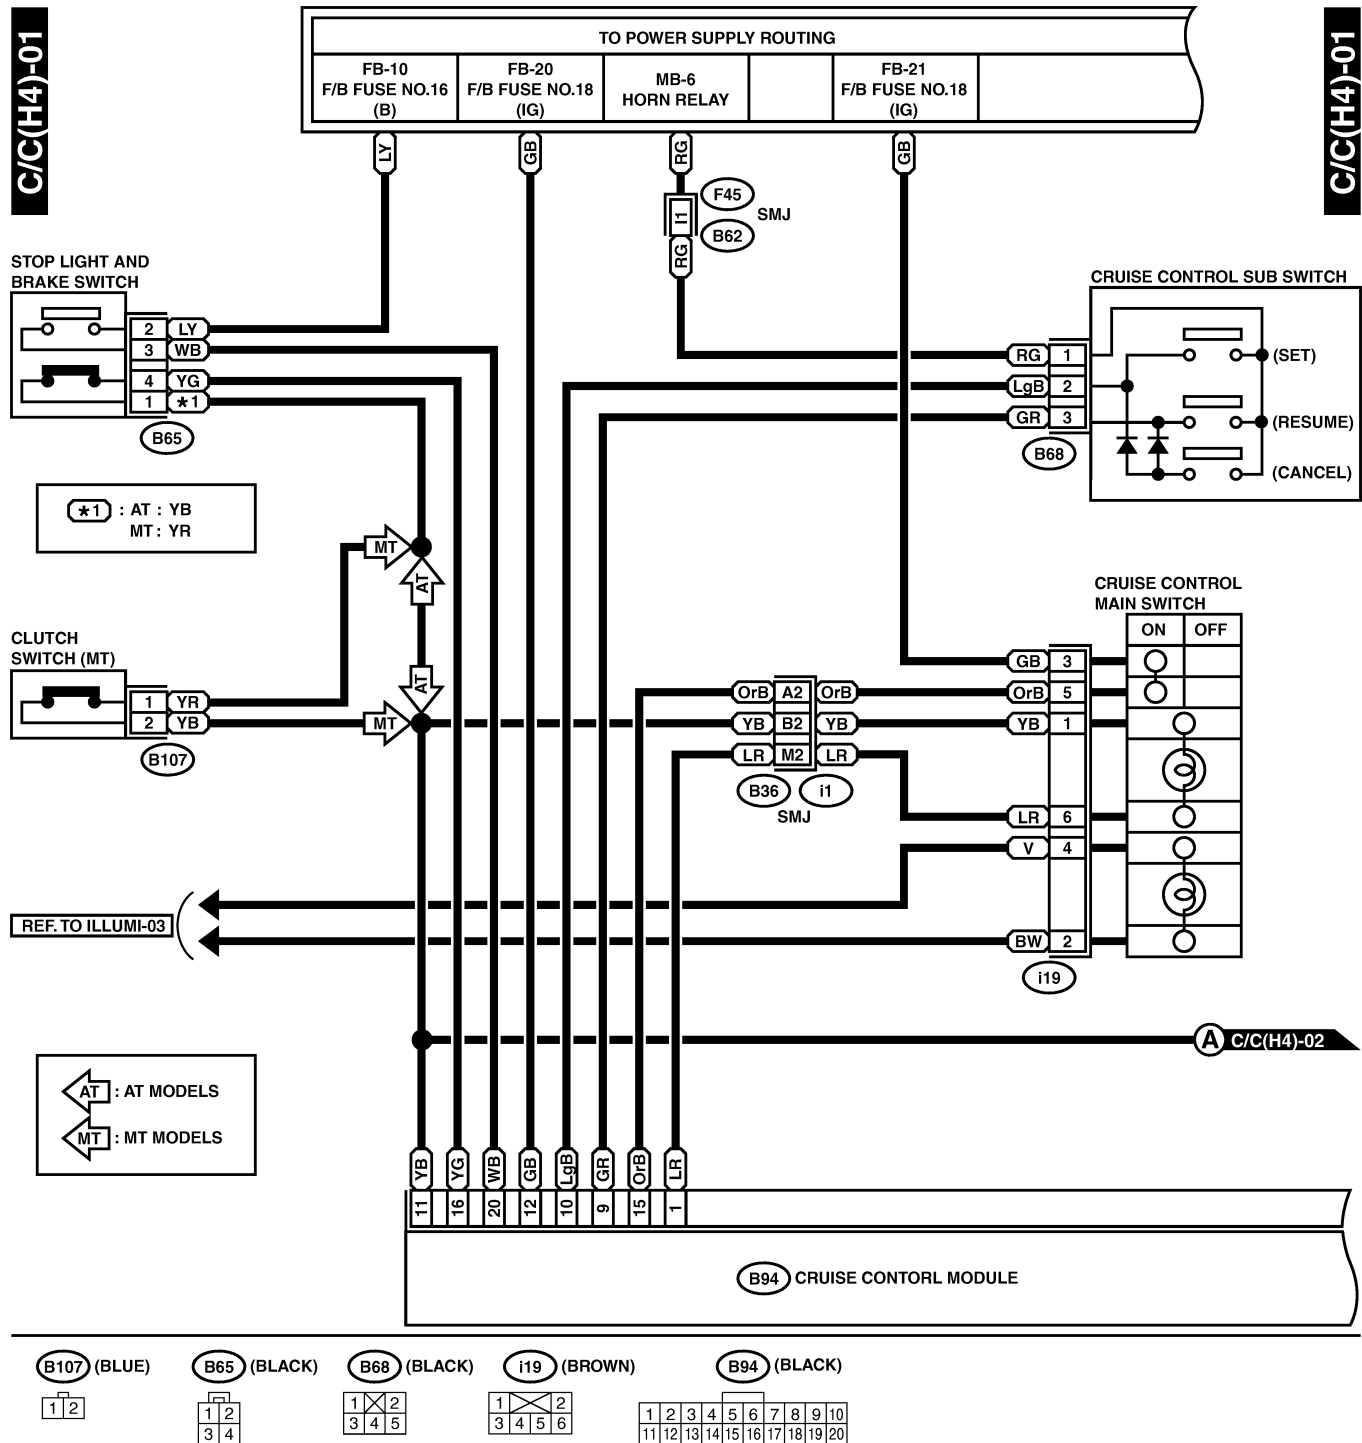 C/C(H4)-01
C/C(H4)-01
TO POWER SUPPLY ROUTING
FB-10
F/B FUSE NO.16
(B)
FB-20
F/B FUSE NO.18
(IG)
MB-6
HORN RELAY
FB-21
F/B FUSE NO.18
(IG)
LY
GB
RG
GB
F45
I1
SMJ
B62
RG
STOP LIGHT AND
BRAKE SWITCH
2 LY
3 WB
4 YG
1 *1
B65
CRUISE CONTROL SUB SWITCH
RG 1
LgB 2
GR 3
B68
(SET)
(RESUME)
(CANCEL)
*1 : AT : YB
MT : YR
MT
AT
AT
MT
CLUTCH
SWITCH (MT)
1 YR
2 YB
B107
CRUISE CONTROL
MAIN SWITCH
ON OFF
GB 3
OrB A2 OrB
OrB 5
YB B2 YB
YB 1
LR M2 LR
B36 i1
SMJ
LR 6
V 4
BW 2
i19
REF. TO ILLUMI-03
A C/C(H4)-02
AT : AT MODELS
MT : MT MODELS
YB YG WB GB LgB GR OrB LR
11 16 20 12 10 9 15 1
B94 CRUISE CONTORL MODULE
B107 (BLUE)
1 2
B65 (BLACK)
1 2
3 4
B68 (BLACK)
1 2
3 4 5
i19 (BROWN)
1 2
3 4 5 6
B94 (BLACK)
1 2 3 4 5 6 7 8 9 10
11 12 13 14 15 16 17 18 19 20